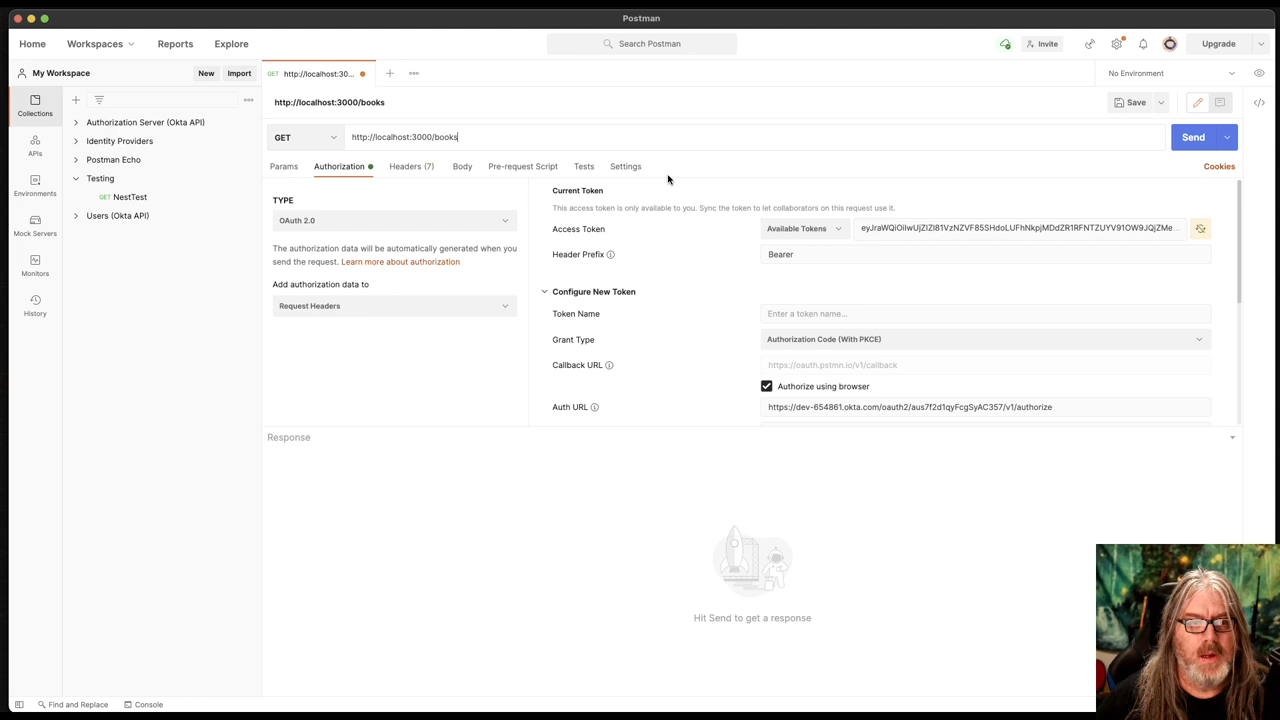 Postman
Home
Workspaces
Reports
Explore
Search Postman
Invite
Upgrade
My Workspace
New
Import
GET http://localhost:30...
No Environment
Collections
APIs
Environments
Mock Servers
Monitors
History
Authorization Server (Okta API)
Identity Providers
Postman Echo
Testing
GET NestTest
Users (Okta API)
http://localhost:3000/books
Save
GET
http://localhost:3000/books
Send
Params
Authorization
Headers (7)
Body
Pre-request Script
Tests
Settings
Cookies
TYPE
OAuth 2.0
The authorization data will be automatically generated when you
send the request. Learn more about authorization
Add authorization data to
Request Headers
Current Token
This access token is only available to you. Sync the token to let collaborators on this request use it.
Access Token
Available Tokens
Header Prefix
Bearer
Configure New Token
Token Name
Enter a token name...
Grant Type
Authorization Code (With PKCE)
Callback URL
https://oauth.pstmn.io/v1/callback
Authorize using browser
Auth URL
https://dev-654861.okta.com/oauth2/aus7f2d1qyFcgSyAC357/v1/authorize
Response
Hit Send to get a response
Find and Replace
Console